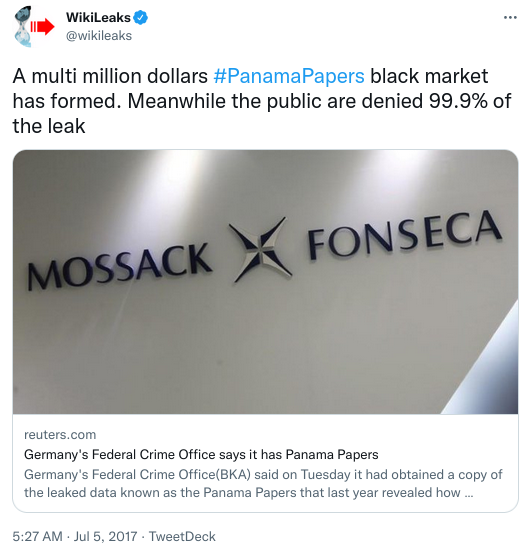 WikiLeaks
@wikileaks
A multi million dollars #PanamaPapers black market
has formed. Meanwhile the public are denied 99.9% of
the leak
MOSSACK FONSECA
reuters.com
Germany's Federal Crime Office says it has Panama Papers
Germany's Federal Crime Office(BKA) said on Tuesday it had obtained a copy of
the leaked data known as the Panama Papers that last year revealed how ...
5:27 AM · Jul 5, 2017 · TweetDeck